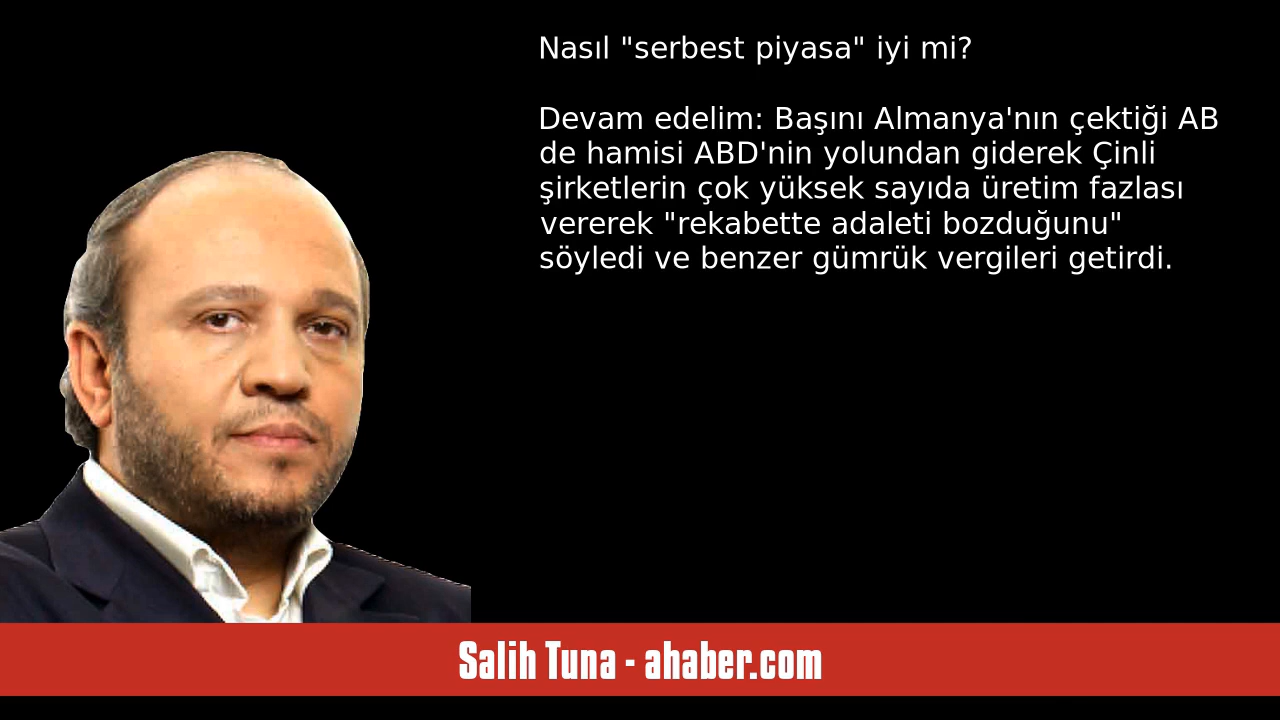 Nasıl "serbest piyasa" iyi mi?
Devam edelim: Başını Almanya'nın çektiği AB
de hamisi ABD'nin yolundan giderek Çinli
şirketlerin çok yüksek sayıda üretim fazlası
vererek "rekabette adaleti bozduğunu"
söyledi ve benzer gümrük vergileri getirdi.
Salih Tuna - ahaber.com